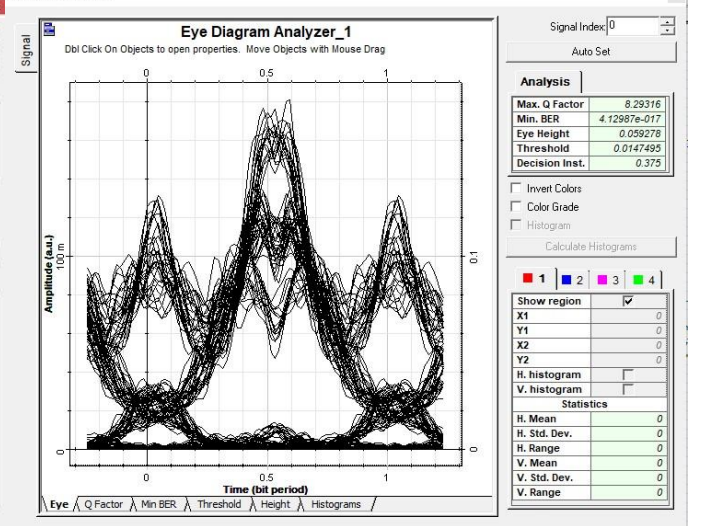 Signal
Eye Diagram Analyzer_1
Dbl Click On Objects to open properties. Move Objects with Mouse Drag
0 0.5 1
Amplitude (a.u.)
100 m
0
0.1
0
0 0.5 1
Time (bit period)
Eye Q Factor Min BER Threshold Height Histograms
Signal Index: 0
Auto Set
Analysis
Max. Q Factor 8.29316
Min. BER 4.12987e-017
Eye Height 0.059278
Threshold 0.0147495
Decision Inst. 0.375
Invert Colors
Color Grade
Histogram
Calculate Histograms
1 2 3 4
Show region
X1 0
Y1 0
X2 0
Y2 0
H. histogram
V. histogram
Statistics
H. Mean 0
H. Std. Dev. 0
H. Range 0
V. Mean 0
V. Std. Dev. 0
V. Range 0